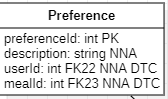 Preference
preferenceId: int PK
description: string NNA
userId: int FK22 NNA DTC
mealId: int FK23 NNA DTC